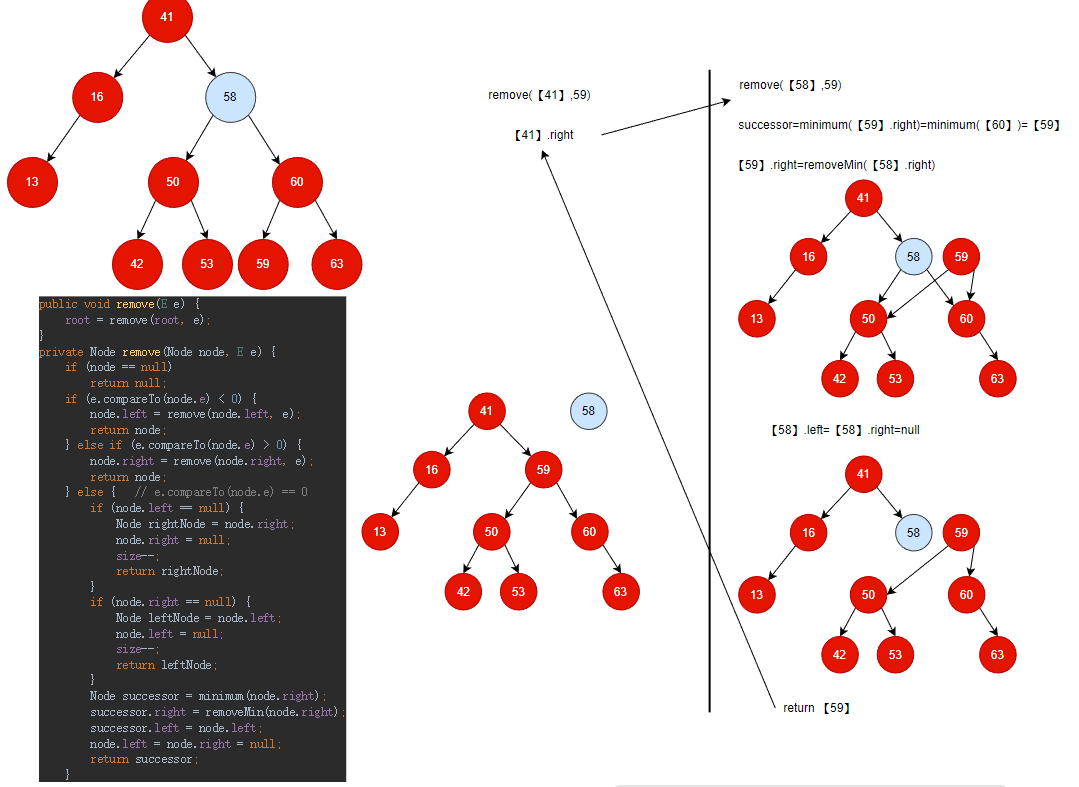 41
16
58
13
50
60
42
53
59
63
public void remove(E e) {
    root = remove(root, e);
}
private Node remove(Node node, E e) {
    if (node == null)
        return null;
    if (e.compareTo(node.e) < 0) {
        node.left = remove(node.left, e);
        return node;
    } else if (e.compareTo(node.e) > 0) {
        node.right = remove(node.right, e);
        return node;
    } else {   // e.compareTo(node.e) == 0
        if (node.left == null) {
            Node rightNode = node.right;
            node.right = null;
            size--;
            return rightNode;
        }
        if (node.right == null) {
            Node leftNode = node.left;
            node.left = null;
            size--;
            return leftNode;
        }
        Node successor = minimum(node.right);
        successor.right = removeMin(node.right);
        successor.left = node.left;
        node.left = node.right = null;
        return successor;
    }
remove(【41】,59)
【41】.right
41
58
16
59
13
50
60
42
53
63
remove(【58】,59)
successor=minimum(【59】.right)=minimum(【60】)=【59】
【59】.right=removeMin(【58】.right)
41
16
58
59
13
50
60
42
53
63
【58】.left=【58】.right=null
41
16
58
59
13
50
60
42
53
63
return 【59】